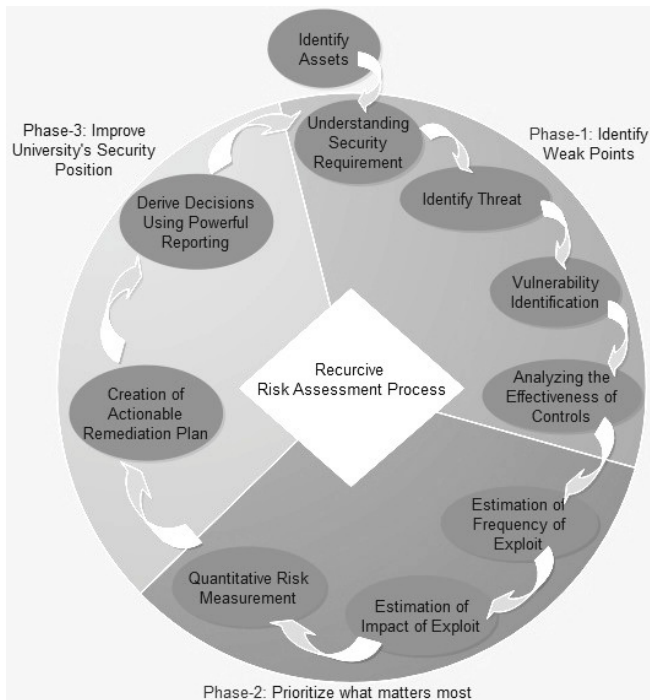 Identify
Assets
Phase-3: Improve
University's Security
Position
Understanding
Security
Requirement
Phase-1: Identify
Weak Points
Identify Threat
Derive Decisions
Using Powerful
Reporting
Vulnerability
Identification
Recurcive
Risk Assessment Process
Analyzing the
Effectiveness of
Controls
Creation of
Actionable
Remediation Plan
Estimation of
Frequency of
Exploit
Quantitative Risk
Measurement
Estimation of
Impact of Exploit
Phase-2: Prioritize what matters most